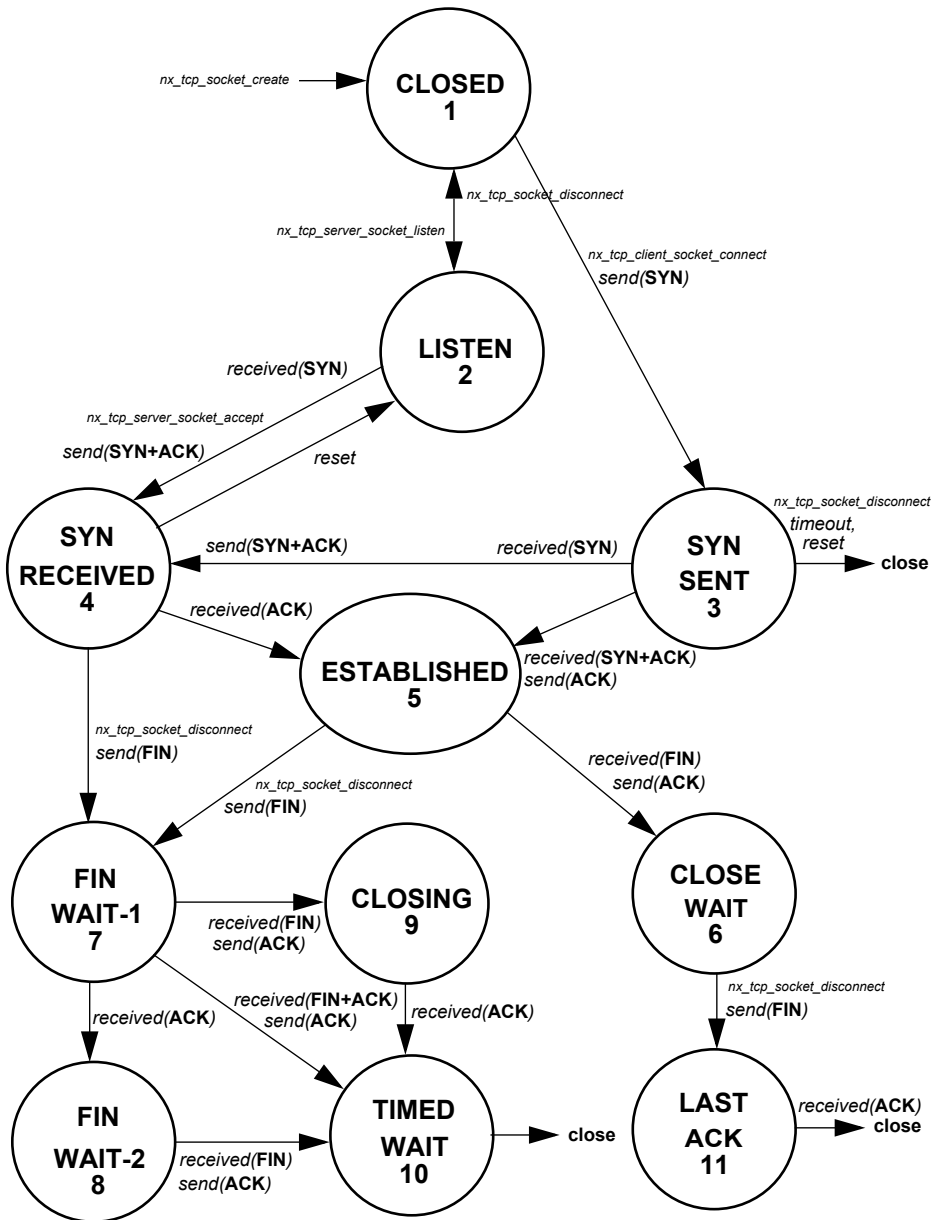 nx_tcp_socket_create
CLOSED
1
nx_tcp_socket_disconnect
nx_tcp_server_socket_listen
nx_tcp_client_socket_connect
send(SYN)
LISTEN
2
received(SYN)
nx_tcp_server_socket_accept
send(SYN+ACK)
reset
SYN
RECEIVED
4
send(SYN+ACK)
received(SYN)
SYN
SENT
3
nx_tcp_socket_disconnect
timeout,
reset
close
received(ACK)
ESTABLISHED
5
received(SYN+ACK)
send(ACK)
nx_tcp_socket_disconnect
send(FIN)
nx_tcp_socket_disconnect
send(FIN)
received(FIN)
send(ACK)
FIN
WAIT-1
7
received(FIN)
send(ACK)
CLOSING
9
CLOSE
WAIT
6
received(ACK)
received(FIN+ACK)
send(ACK)
received(ACK)
nx_tcp_socket_disconnect
send(FIN)
FIN
WAIT-2
8
received(FIN)
send(ACK)
TIMED
WAIT
10
close
LAST
ACK
11
received(ACK)
close